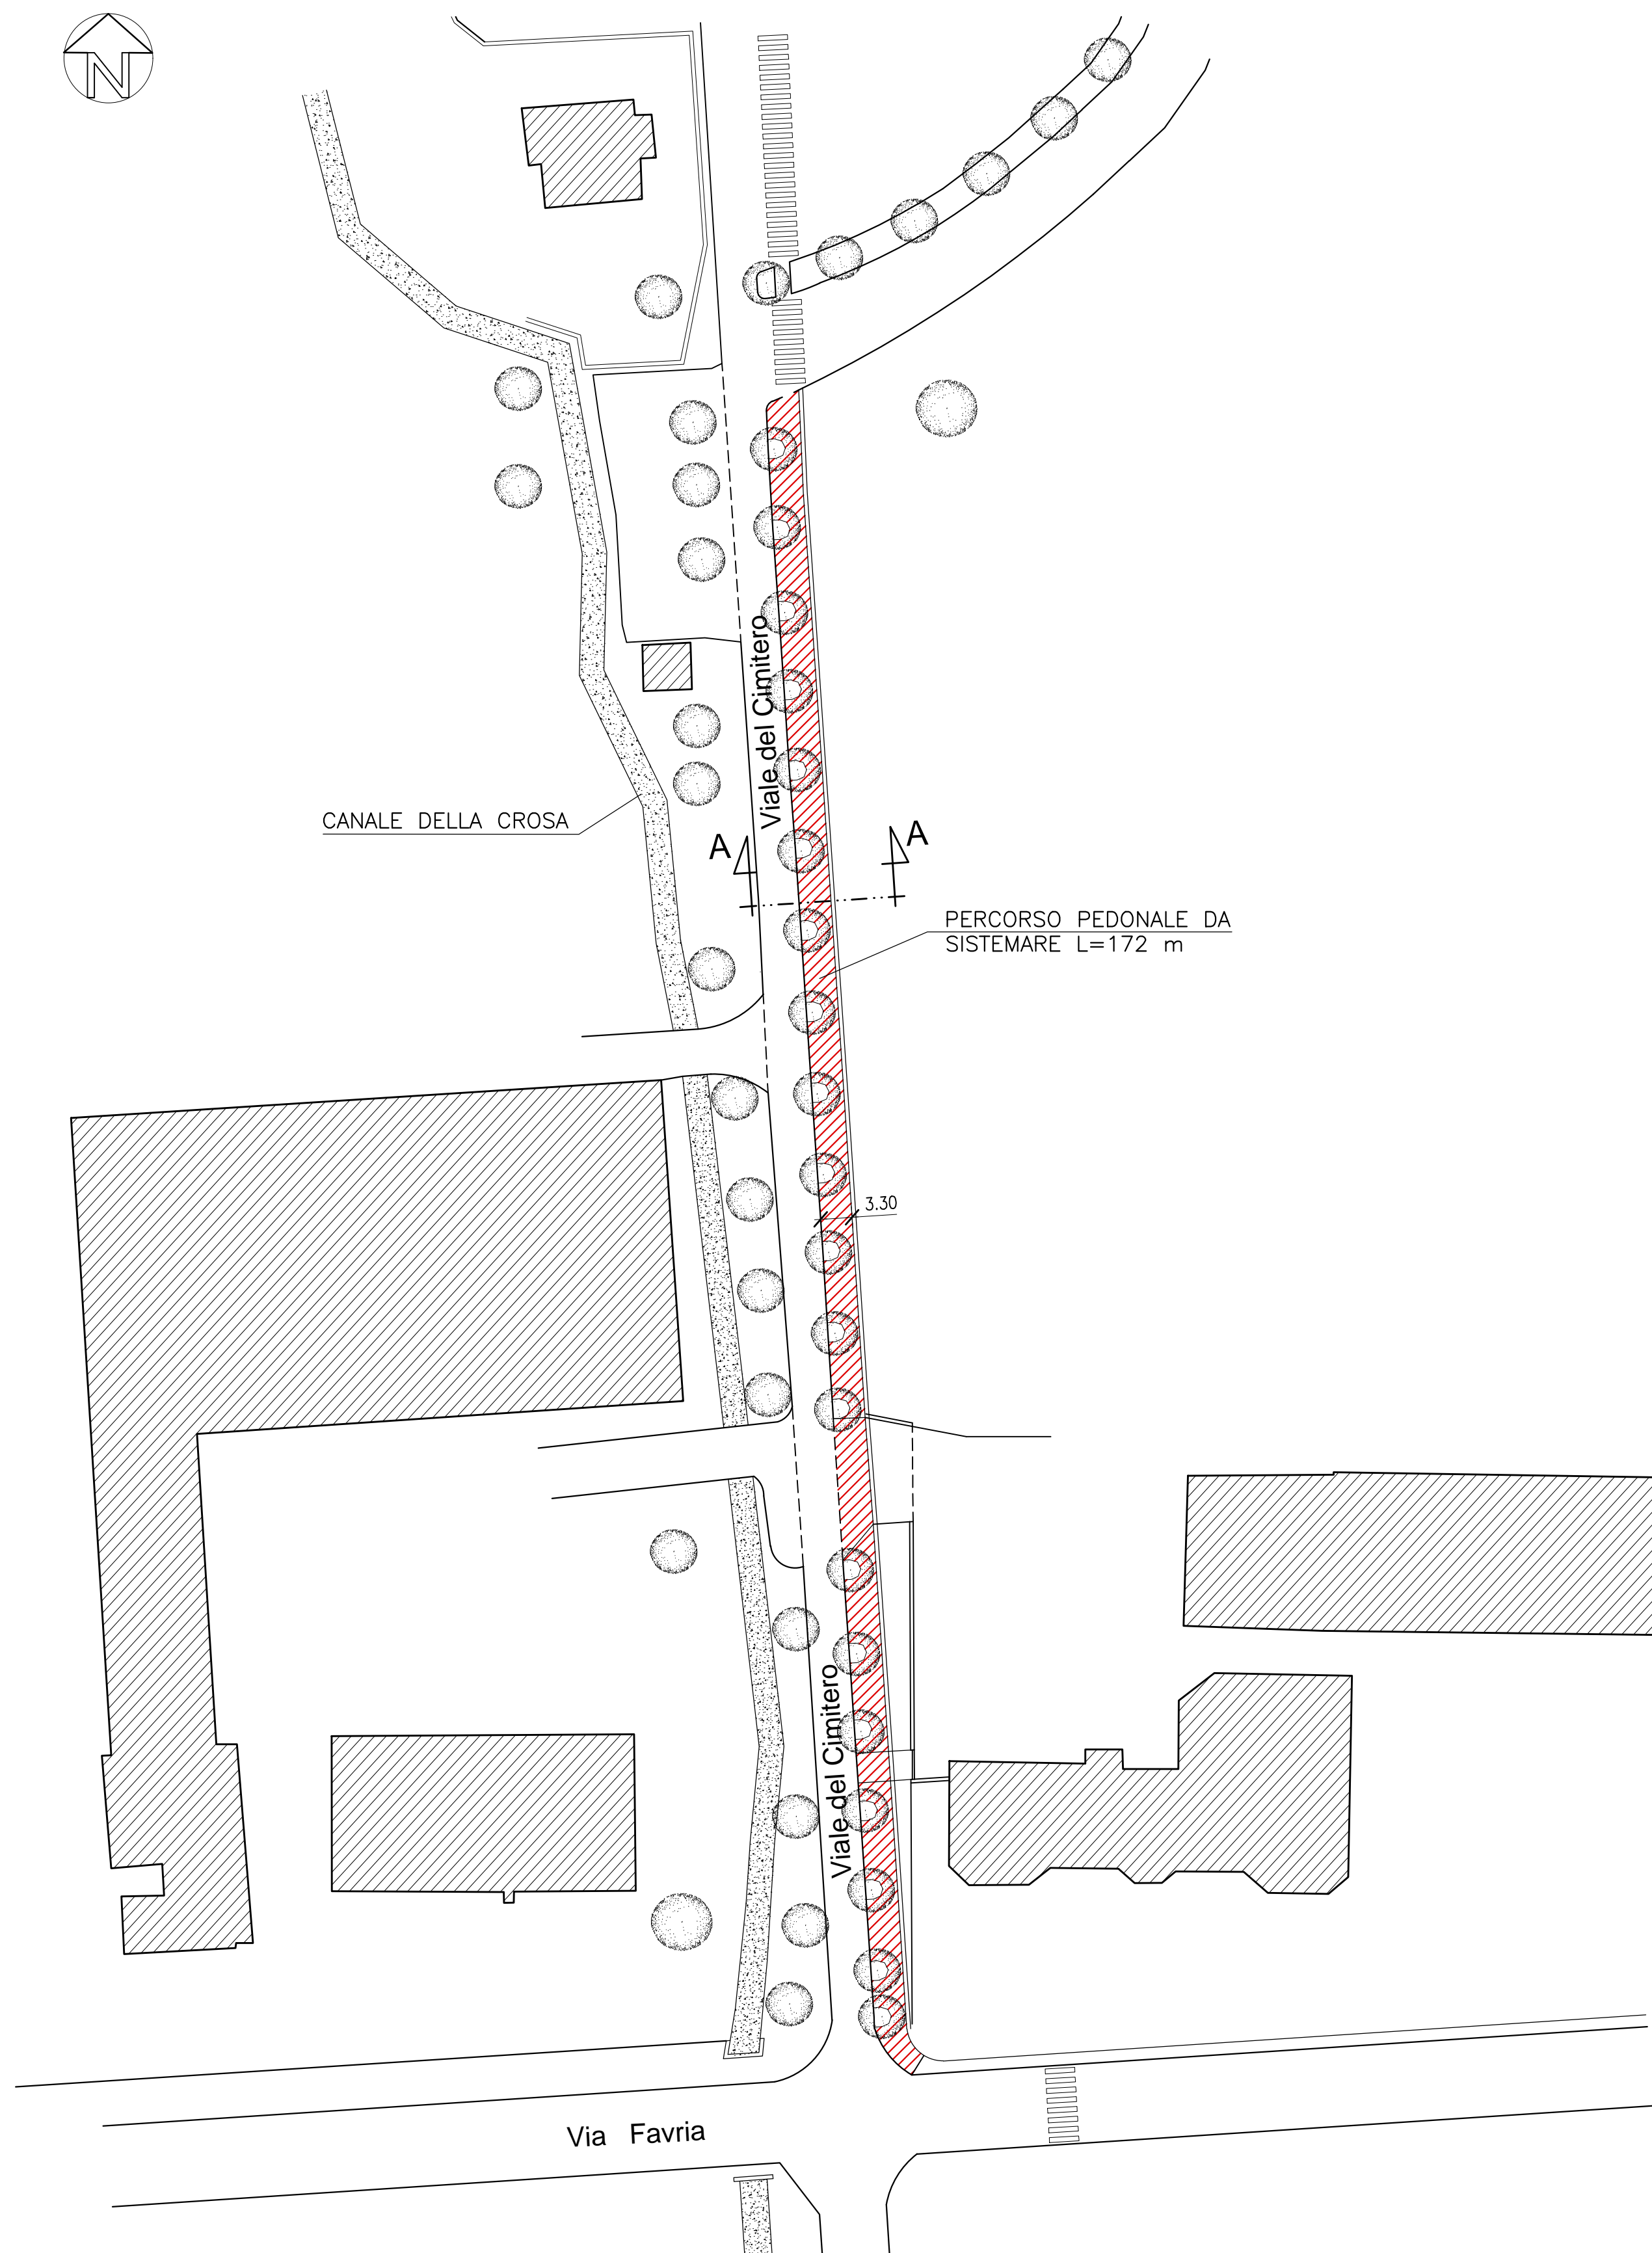 N
Viale del Cimitero
CANALE DELLA CROSA
A
A
PERCORSO PEDONALE DA
SISTEMARE L=172 m
3.30
Viale del Cimitero
Via Favria